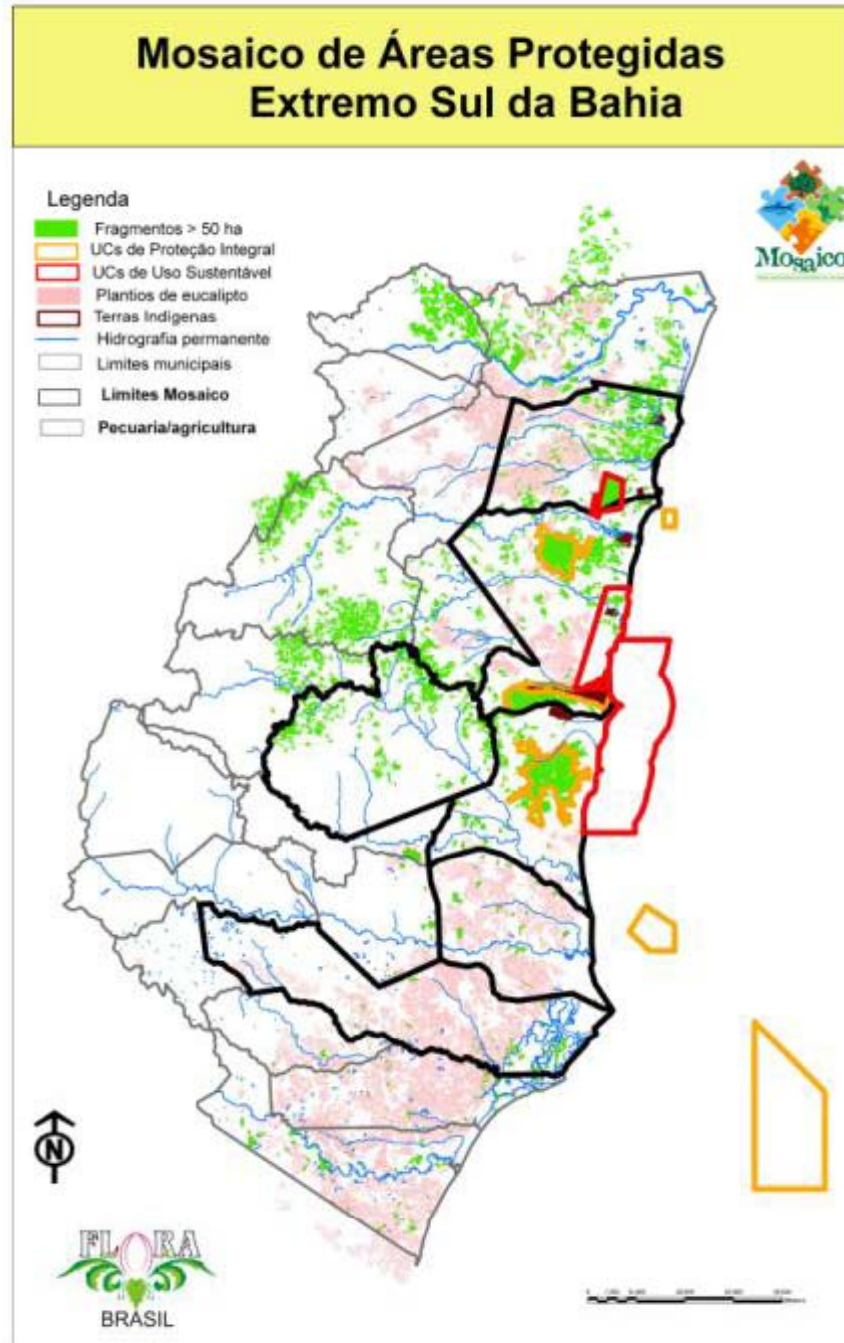 Mosaico de Áreas Protegidas
Extremo Sul da Bahia
Legenda
Fragmentos > 50 ha
UCs de Proteção Integral
UCs de Uso Sustentável
Plantios de eucalipto
Terras Indígenas
Hidrografia permanente
Limites municipais
Limites Mosaico
Pecuaria/agricultura
Mosaico
N
FLORA
BRASIL